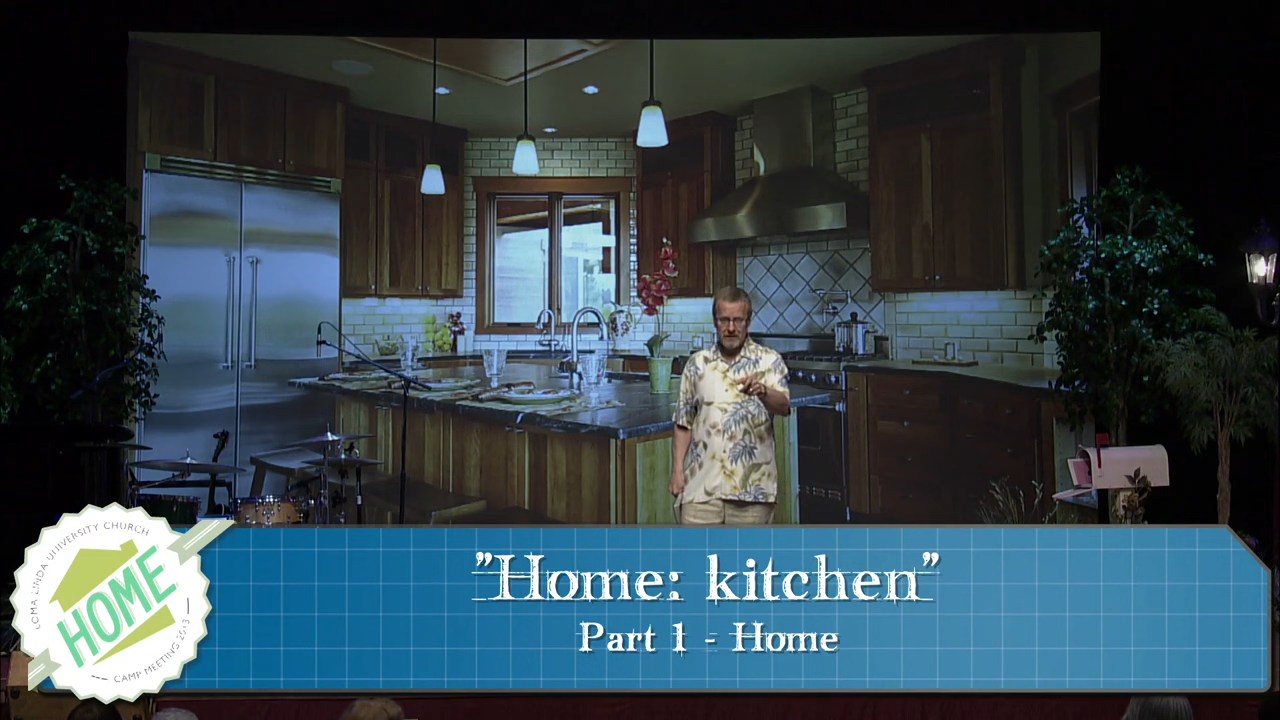 "Home: kitchen"
Part 1 - Home
LOMA LINDA UNIVERSITY CHURCH
HOME
CAMP MEETING 2013